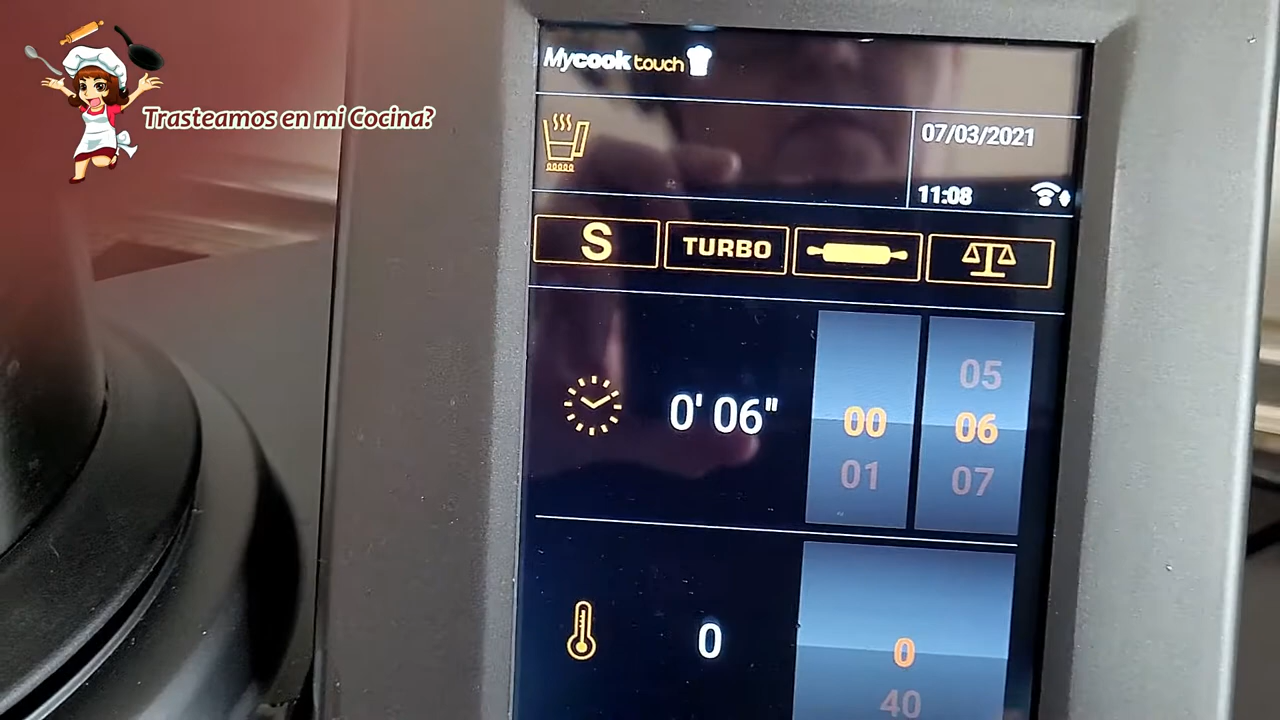 Trasteamos en mi Cocina?
Mycook touch
07/03/2021
11:08
S
TURBO
0' 06"
00
01
05
06
07
0
0
40